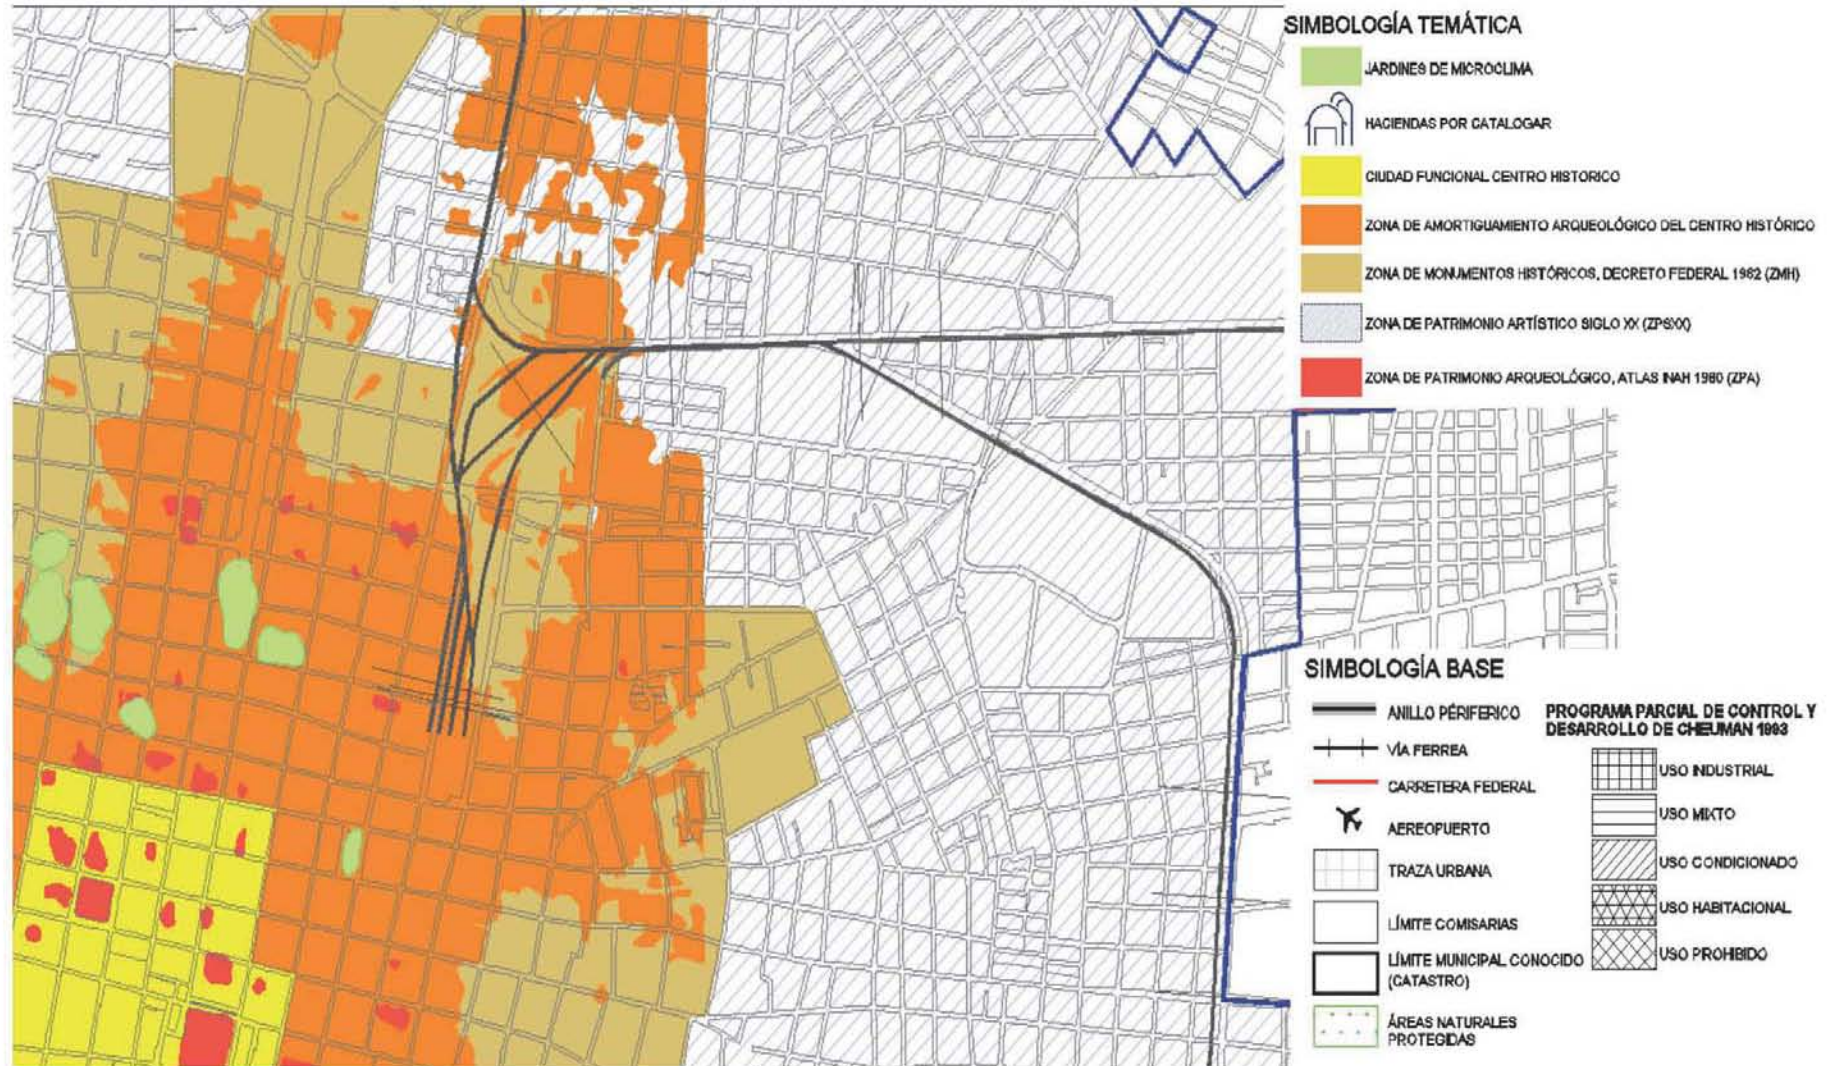 SIMBOLOGÍA TEMÁTICA
JARDINES DE MICROCLIMA
HACIENDAS POR CATALOGAR
CIUDAD FUNCIONAL CENTRO HISTORICO
ZONA DE AMORTIGUAMIENTO ARQUEOLÓGICO DEL CENTRO HISTÓRICO
ZONA DE MONUMENTOS HISTÓRICOS, DECRETO FEDERAL 1982 (ZMH)
ZONA DE PATRIMONIO ARTÍSTICO SIGLO XX (ZPSXX)
ZONA DE PATRIMONIO ARQUEOLÓGICO, ATLAS INAH 1980 (ZPA)
SIMBOLOGÍA BASE
ANILLO PÉRIFERICO
VÍA FERREA
CARRETERA FEDERAL
AEREOPUERTO
TRAZA URBANA
LÍMITE COMISARIAS
LÍMITE MUNICIPAL CONOCIDO
(CATASTRO)
ÁREAS NATURALES
PROTEGIDAS
PROGRAMA PARCIAL DE CONTROL Y
DESARROLLO DE CHEUMAN 1993
USO INDUSTRIAL
USO MIXTO
USO CONDICIONADO
USO HABITACIONAL
USO PROHIBIDO